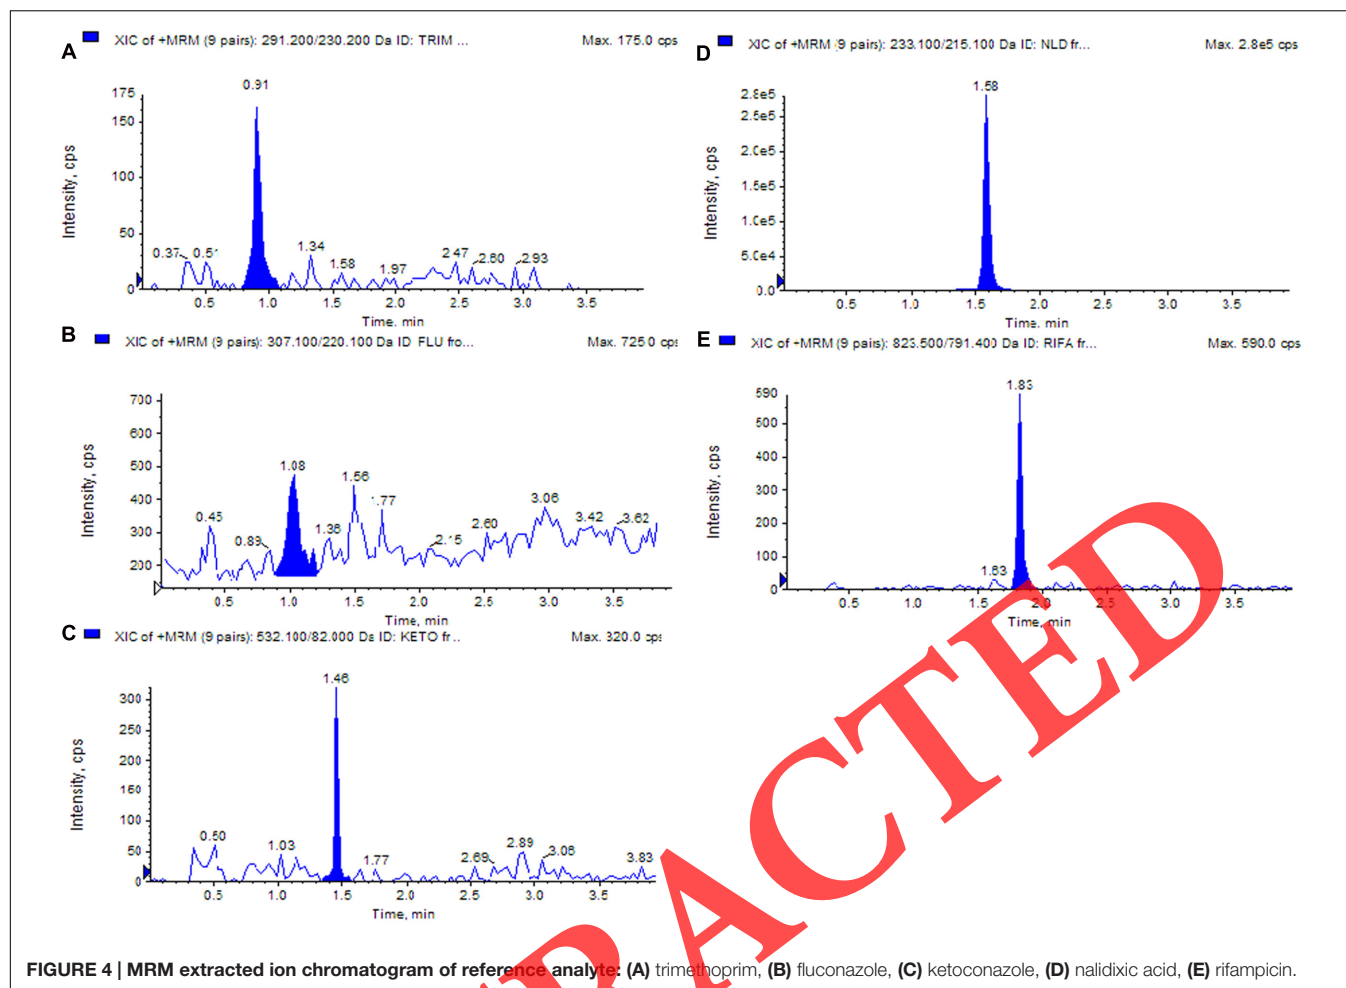 A XIC of +MRM (9 pairs): 291.200/230.200 Da ID: TRIM ... Max. 175.0 cps
175
150
100
50
0
Intensity, cps
0.91
0.37
0.51
1.34
1.58
1.97
2.47
2.80
2.93
0.5 1.0 1.5 2.0 2.5 3.0 3.5
Time, min
B XIC of +MRM (9 pairs): 307.100/220.100 Da ID: FLU fro... Max. 725.0 cps
700
600
500
400
300
200
Intensity, cps
0.45
0.89
1.08
1.38
1.56
1.77
2.15
2.60
3.06
3.42
3.62
0.5 1.0 1.5 2.0 2.5 3.0 3.5
Time, min
C XIC of +MRM (9 pairs): 532.100/82.000 Da ID: KETO fr... Max. 320.0 cps
300
250
200
150
100
50
0
Intensity, cps
0.50
1.03
1.46
1.77
2.69
2.89
3.08
3.83
0.5 1.0 1.5 2.0 2.5 3.0 3.5
Time, min
D XIC of +MRM (9 pairs): 233.100/215.100 Da ID: NLD fr... Max. 2.8e5 cps
2.8e5
2.5e5
2.0e5
1.5e5
1.0e5
5.0e4
0.0
Intensity, cps
1.58
0.5 1.0 1.5 2.0 2.5 3.0 3.5
Time, min
E XIC of +MRM (9 pairs): 823.500/791.400 Da ID: RIFA fr... Max. 590.0 cps
590
500
400
300
200
100
0
Intensity, cps
1.63
1.83
0.5 1.0 1.5 2.0 2.5 3.0 3.5
Time, min
RACTED
FIGURE 4 | MRM extracted ion chromatogram of reference analyte: (A) trimethoprim, (B) fluconazole, (C) ketoconazole, (D) nalidixic acid, (E) rifampicin.